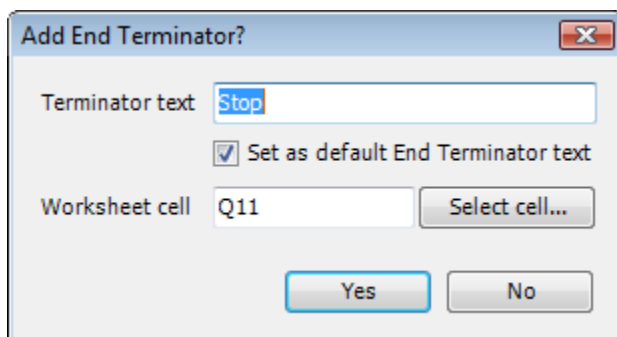 Add End Terminator?
Terminator text Stop
Set as default End Terminator text
Worksheet cell Q11 Select cell...
Yes No